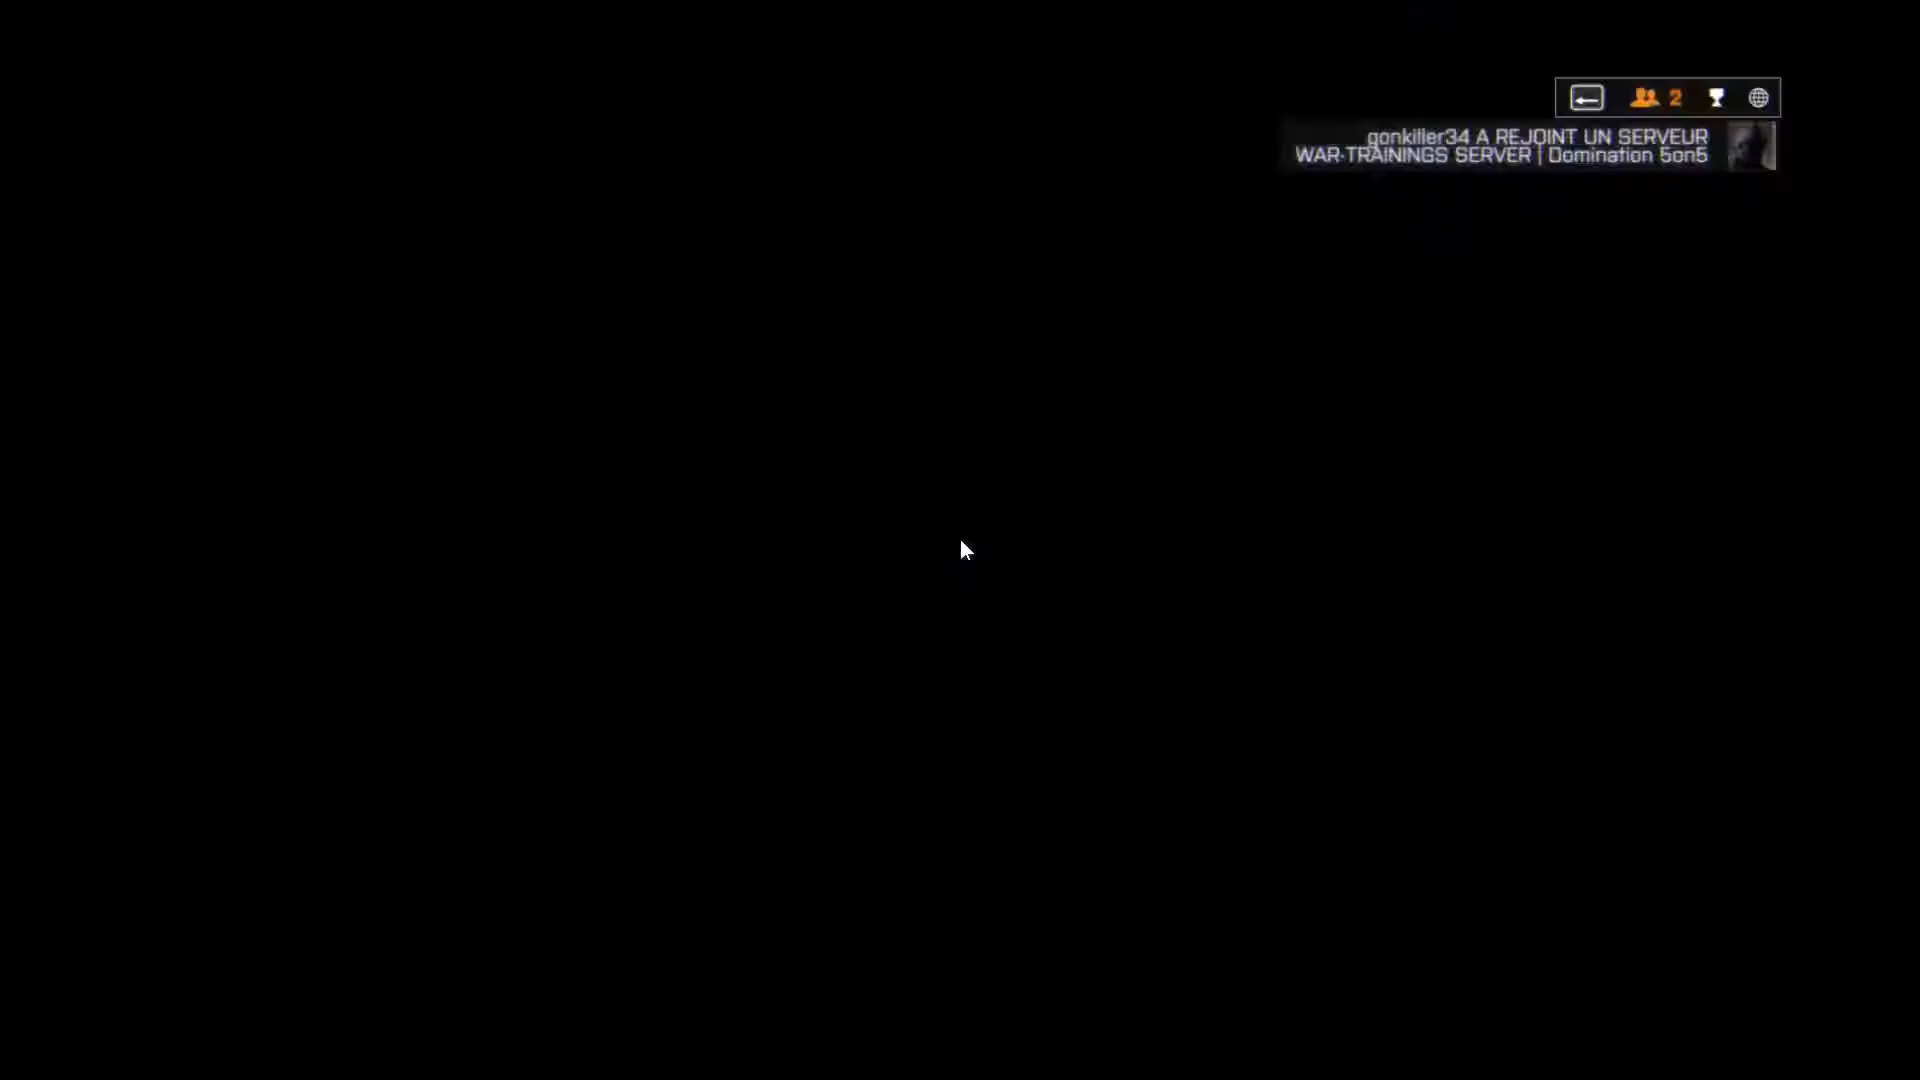 2
gonkiller34 A REJOINT UN SERVEUR
WAR-TRAININGS SERVER | Domination 5on5